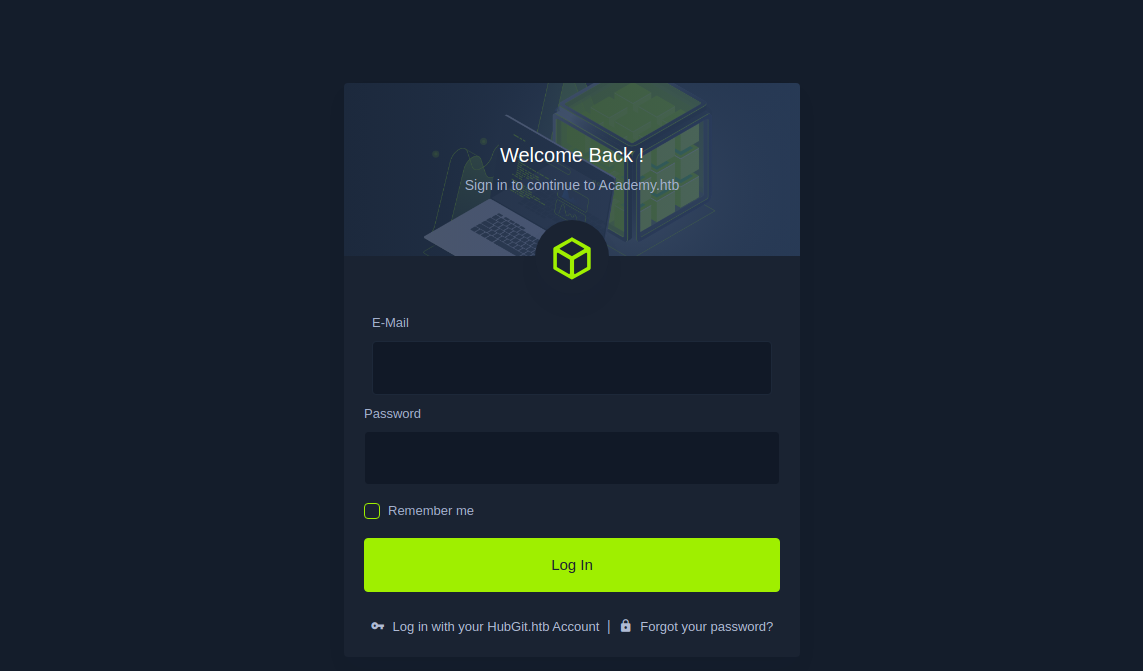 Welcome Back !
Sign in to continue to Academy.htb
E-Mail
Password
Remember me
Log In
Log in with your HubGit.htb Account | Forgot your password?